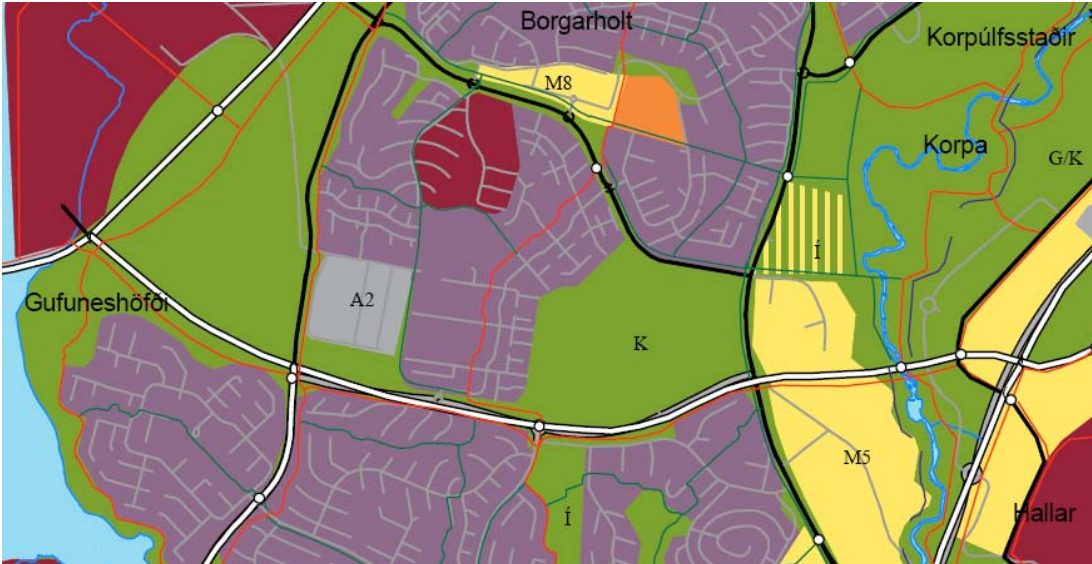 Borgarholt
Korpúlfsstaðir
M8
Korpa
G/K
Í
Gufuneshöfði
A2
K
M5
Hallar
Í